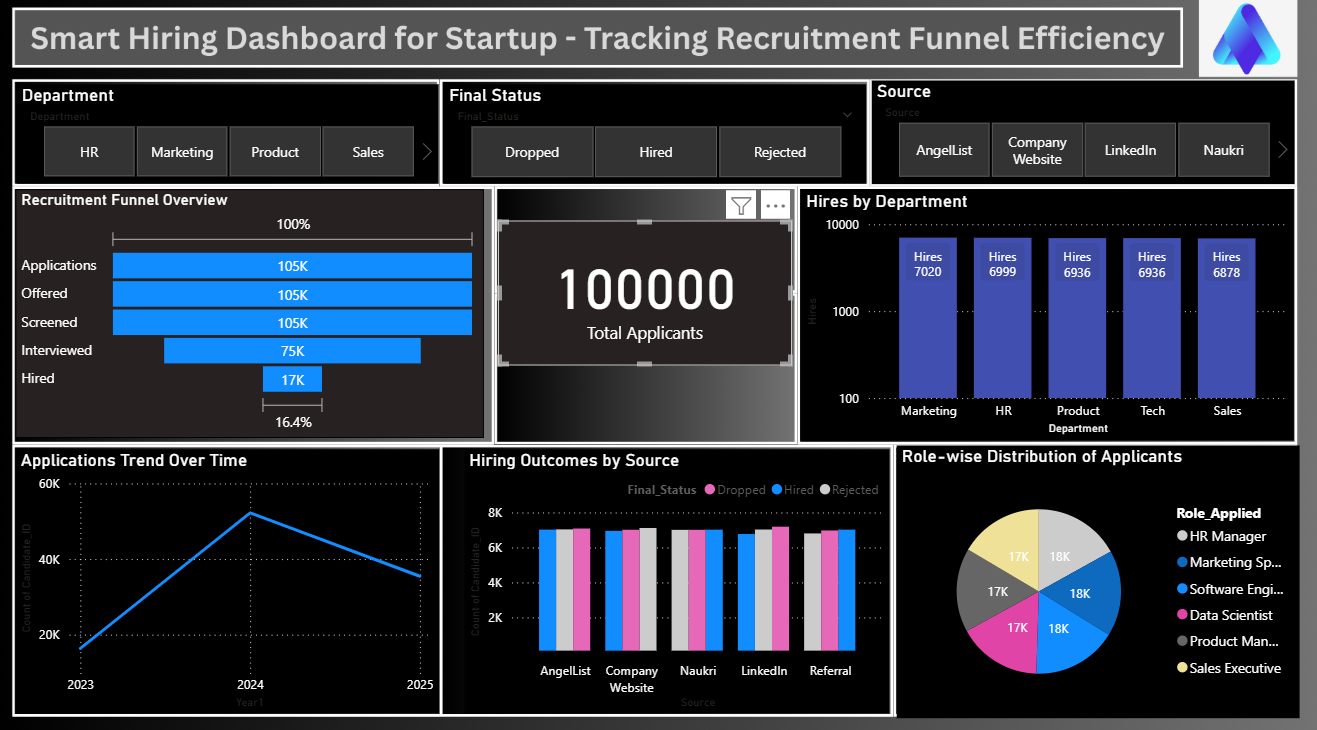 Smart Hiring Dashboard for Startup - Tracking Recruitment Funnel Efficiency
Department
Department
HR
Marketing
Product
Sales
Final Status
Final_Status
Dropped
Hired
Rejected
Source
Source
AngelList
Company
Website
LinkedIn
Naukri
Recruitment Funnel Overview
100%
Applications 105K
Offered 105K
Screened 105K
Interviewed 75K
Hired 17K
16.4%
100000
Total Applicants
Hires by Department
Hires
10000
1000
100
Hires
7020
Hires
6999
Hires
6936
Hires
6936
Hires
6878
Marketing HR Product Tech Sales
Department
Applications Trend Over Time
Count of Candidate_ID
60K
40K
20K
2023 2024 2025
Year1
Hiring Outcomes by Source
Final_Status Dropped Hired Rejected
Count of Candidate_ID
8K
6K
4K
2K
AngelList
Company
Website
Naukri
LinkedIn
Referral
Source
Role-wise Distribution of Applicants
17K 18K
17K 18K
17K 18K
Role_Applied
HR Manager
Marketing Sp...
Software Engi...
Data Scientist
Product Man...
Sales Executive